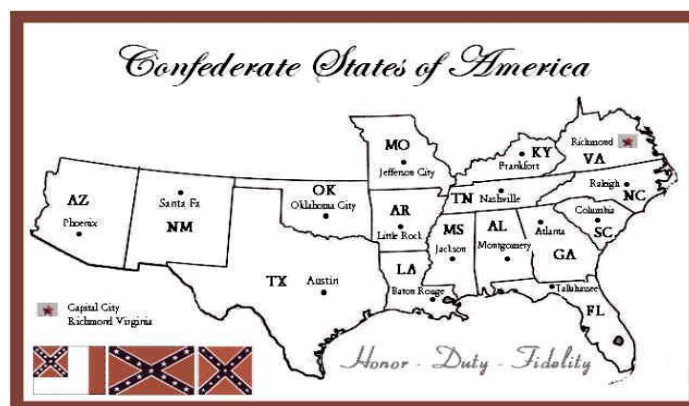 Confederate States of America
MO
Jefferson City
KY
Frankfort
Richmond
VA
AZ
Phoenix
Santa Fa
NM
OK
Oklahoma City
AR
Little Rock
TN
Nashville
Raleigh
NC
MS
Jackson
AL
Montgomery
Atlanta
GA
Columbia
SC
TX
Austin
LA
Baton Rouge
Tallahassee
FL
Capital City
Richmond Virginia
Honor - Duty - Fidelity